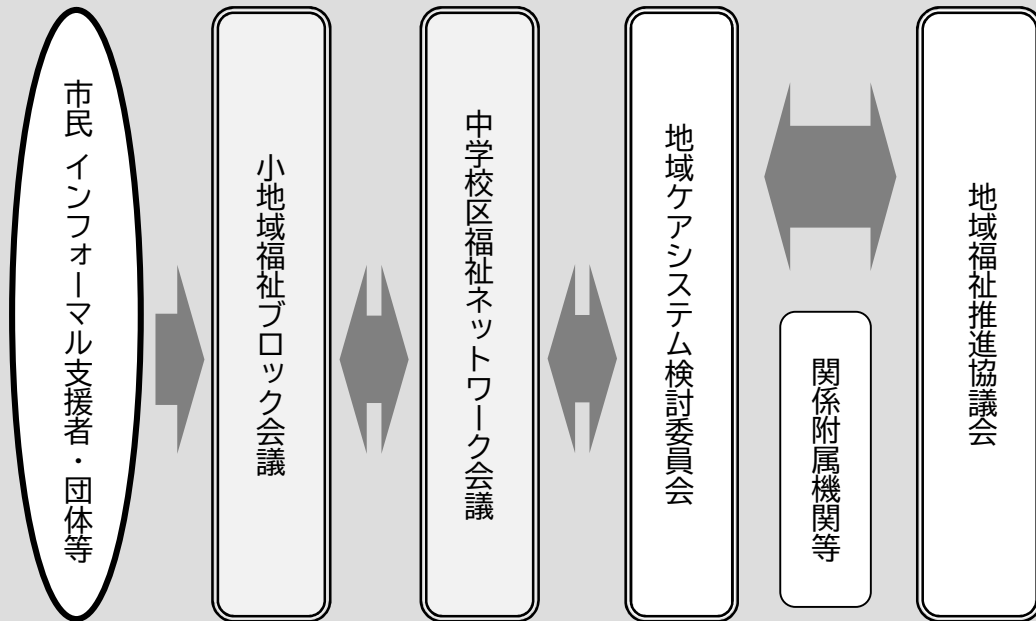 市民 インフォーマル支援者・団体等
小地域福祉ブロック会議
中学校区福祉ネットワーク会議
地域ケアシステム検討委員会
関係附属機関等
地域福祉推進協議会